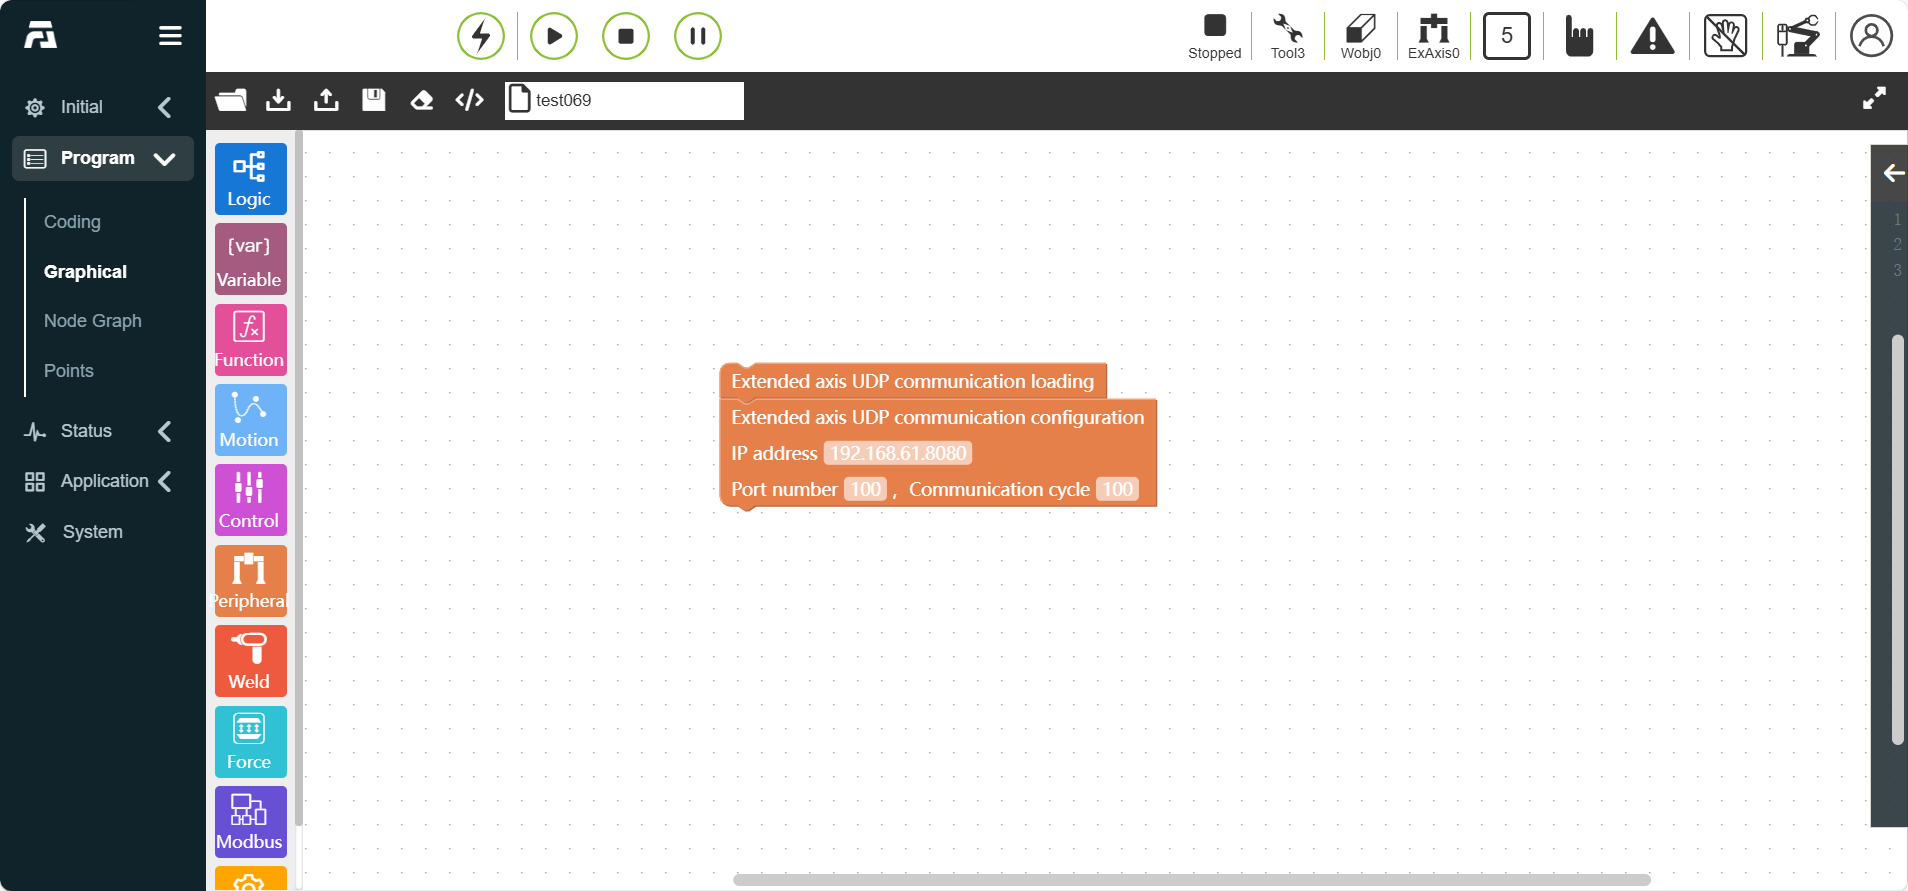 Stopped
Tool3
Wobj0
ExAxis0
5
test069
Initial
Program
Coding
Graphical
Node Graph
Points
Status
Application
System
Logic
{var}
Variable
fx
Function
Motion
Control
Peripheral
Weld
Force
Modbus
Extended axis UDP communication loading
Extended axis UDP communication configuration
IP address 192.168.61.8080
Port number 100 , Communication cycle 100
1
2
3